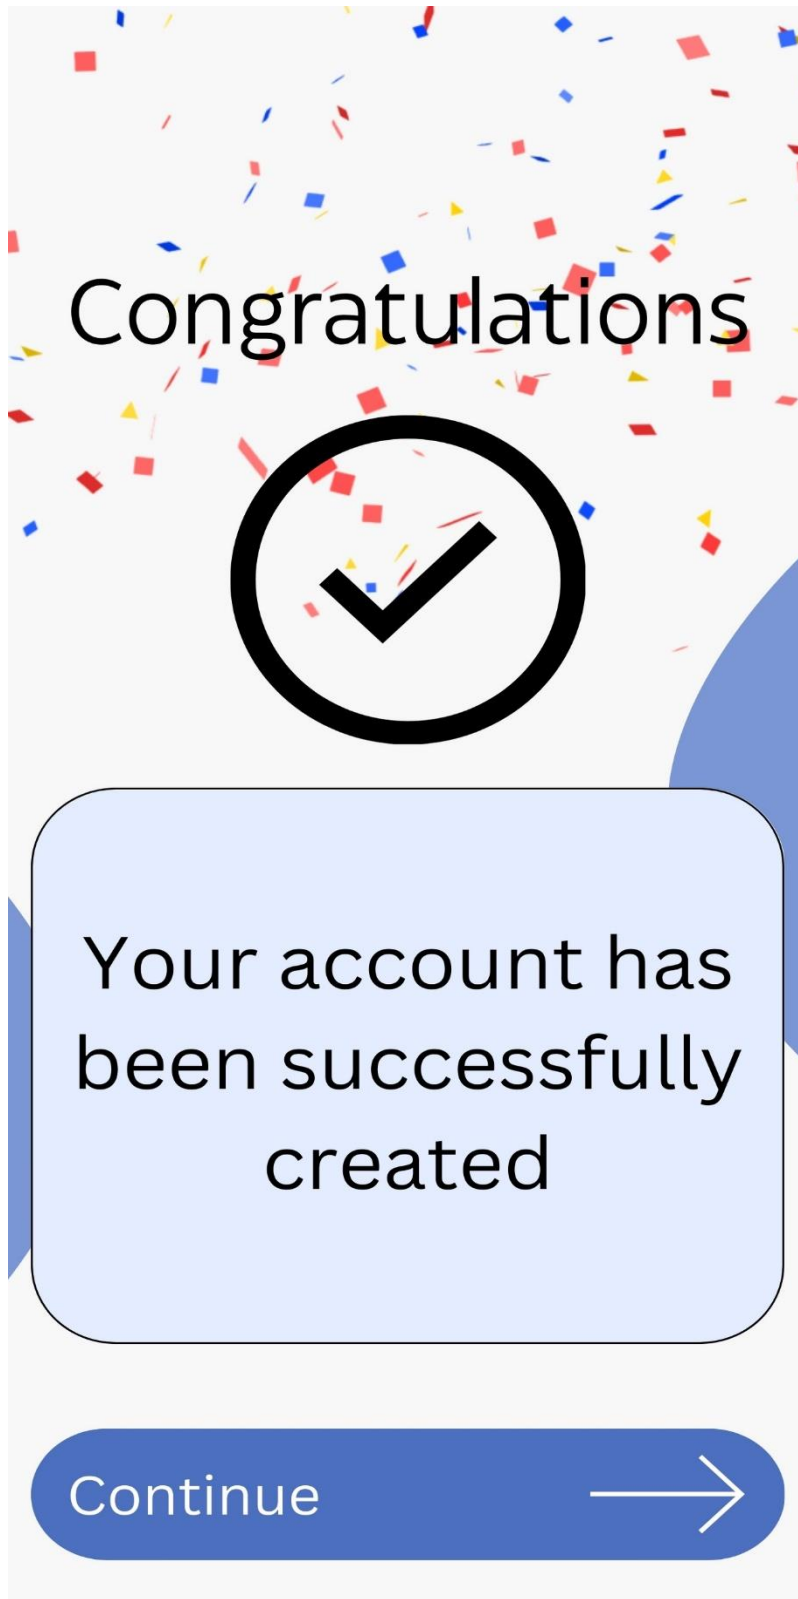 Congratulations
Your account has
been successfully
created
Continue